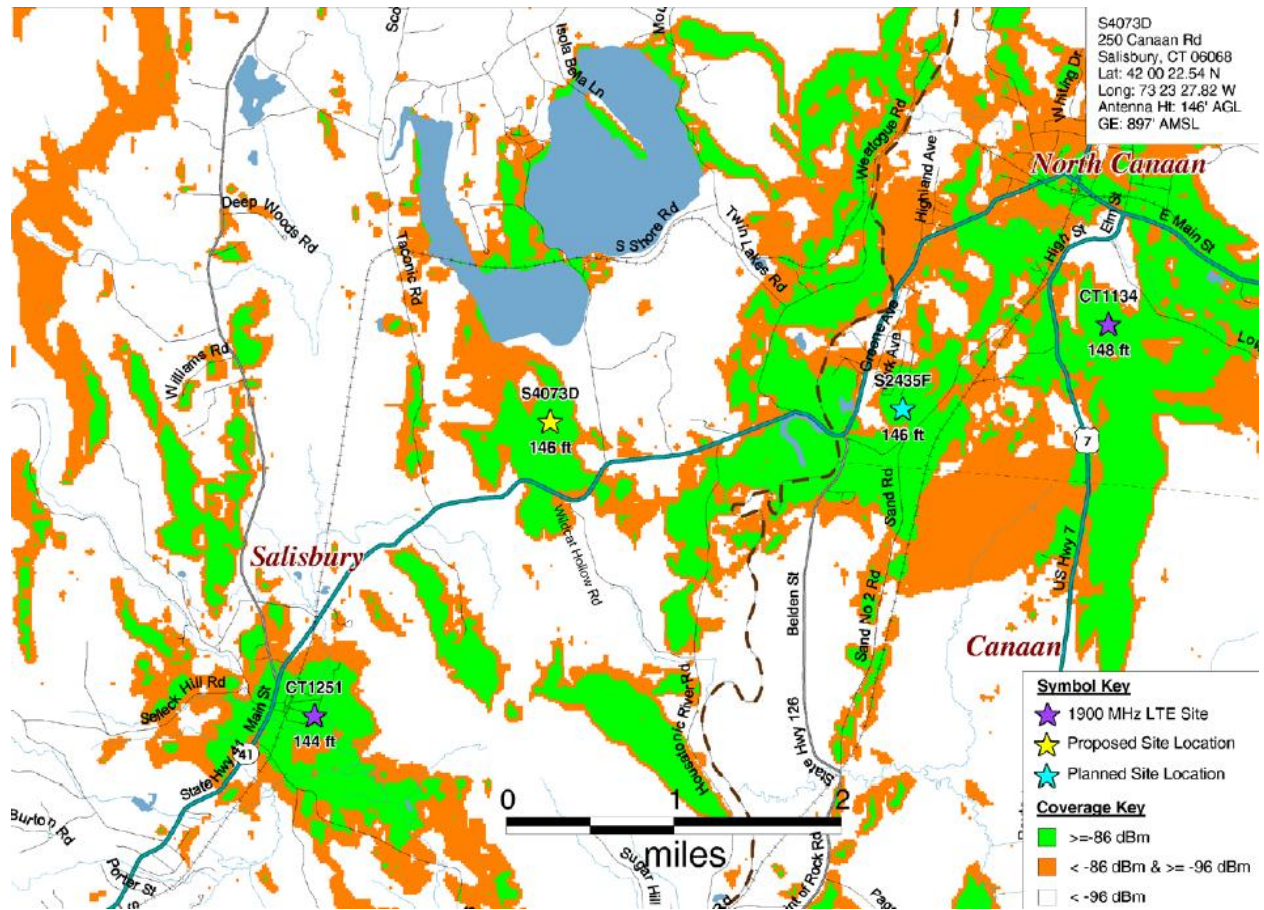 S4073D
250 Canaan Rd
Salisbury, CT 06068
Lat: 42 00 22.54 N
Long: 73 23 27.82 W
Antenna Ht: 146' AGL
GE: 897' AMSL
Isola Bella Ln
Whiting Dr
Weatogue Rd
Highland Ave
North Canaan
Deep Woods Rd
Taconic Rd
S Shore Rd
Twin Lakes Rd
High St
Elm St
E Main St
CT1134
148 ft
Greene Ave
S2435F
146 ft
Williams Rd
S4073D
146 ft
7
Sand Rd
Wildcat Hollow Rd
Salisbury
Belden St
US Hwy 7
Sand No 2 Rd
Canaan
Selleck Hill Rd
Main St
CT1251
144 ft
Housatonic River Rd
State Hwy 126
State Hwy 41
41
Burton Rd
Porter St
Sugar Hill
0 1 2
miles
Symbol Key
1900 MHz LTE Site
Proposed Site Location
Planned Site Location
Coverage Key
>=-86 dBm
< -86 dBm & >= -96 dBm
< -96 dBm